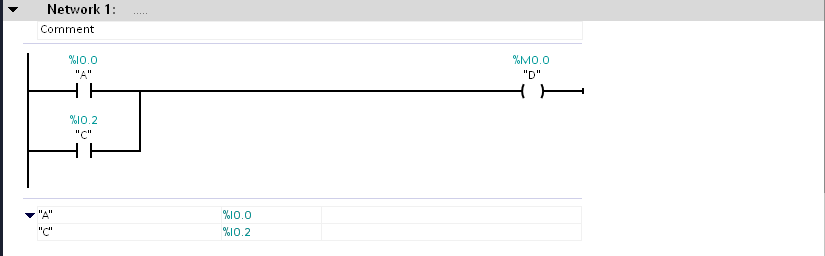 Network 1: .....
Comment
%I0.0
"A"
%M0.0
"D"
%I0.2
"C"
"A" %I0.0
"C" %I0.2